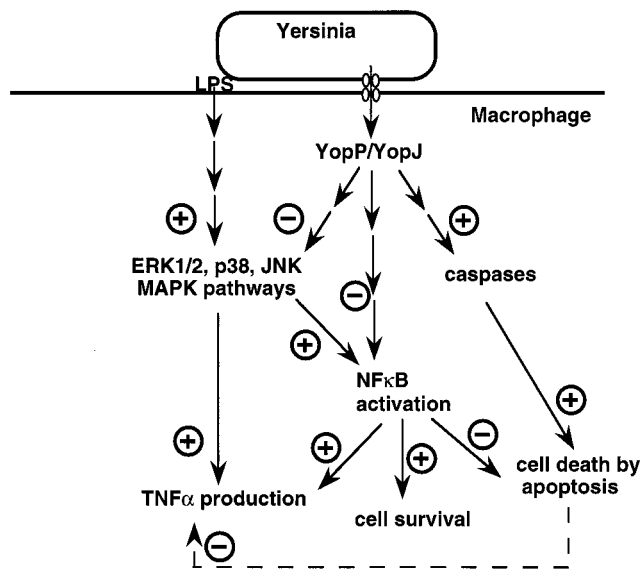 Yersinia
LPS
Macrophage
YopP/YopJ
+
−
+
ERK1/2, p38, JNK
MAPK pathways
caspases
−
+
NFκB
activation
+
+
+
+
−
cell death by
apoptosis
TNFα production
cell survival
−